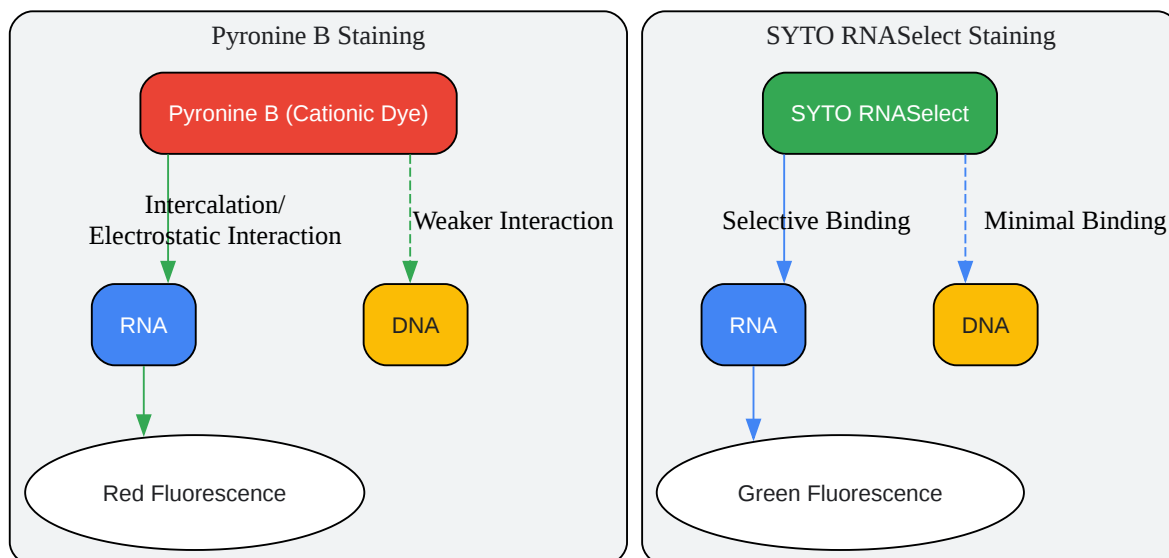 Pyronine B Staining
Pyronine B (Cationic Dye)
Intercalation/
Electrostatic Interaction
Weaker Interaction
RNA
DNA
Red Fluorescence
SYTO RNASelect Staining
SYTO RNASelect
Selective Binding
Minimal Binding
RNA
DNA
Green Fluorescence